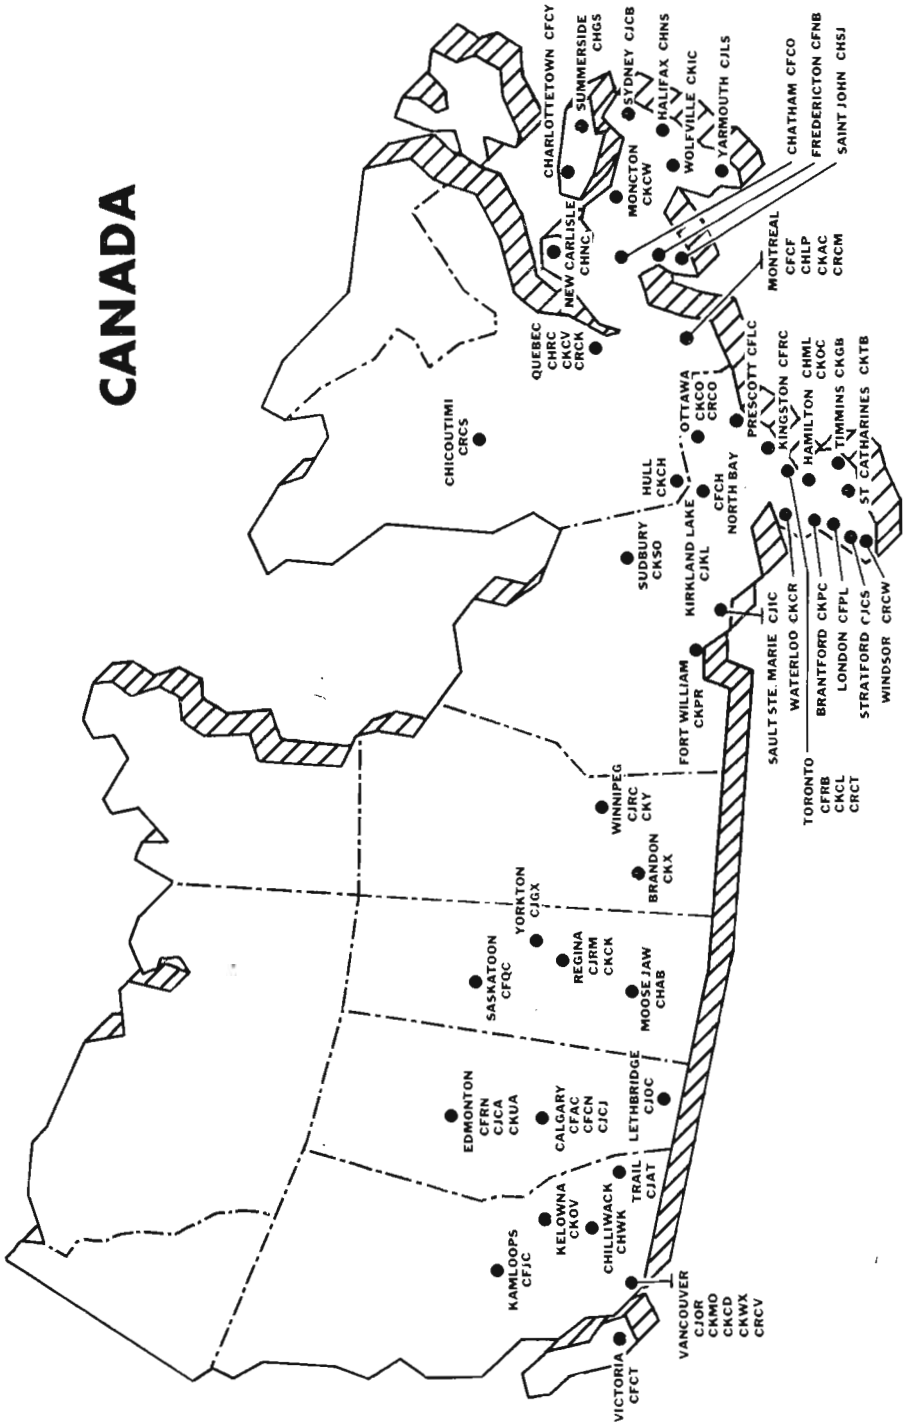 CANADA
CHARLOTTETOWN CFCY
SUMMERSIDE
CHGS
SYDNEY CJCB
HALIFAX CHNS
WOLFVILLE CKIC
YARMOUTH CJLS
CHATHAM CFCO
FREDERICTON CFNB
SAINT JOHN CHSJ
MONCTON
CKCW
NEW CARLISLE
CHNC
MONTREAL
CFCF
CHLP
CKAC
CRCM
QUEBEC
CHRC
CKCV
CRCK
CHICOUTIMI
CRCS
OTTAWA
CKCO
CRCO
PRESCOTT CFLC
KINGSTON CFRC
HAMILTON CHML
CKOC
TIMMINS CKGB
ST CATHARINES CKTB
HULL
CKCH
CFCH
NORTH BAY
SUDBURY
CKSO
KIRKLAND LAKE
CJKL
FORT WILLIAM
CKPR
SAULT STE. MARIE CJIC
WATERLOO CKCR
TORONTO
CFRB
CKCL
CRCT
BRANTFORD CKPC
LONDON CFPL
STRATFORD CJCS
WINDSOR CRCW
WINNIPEG
CJRC
CKY
BRANDON
CKX
YORKTON
CJGX
SASKATOON
CFQC
REGINA
CJRM
CKCK
MOOSE JAW
CHAB
EDMONTON
CFRN
CJCA
CKUA
CALGARY
CFAC
CFCN
CJCJ
LETHBRIDGE
CJOC
TRAIL
CJAT
KELOWNA
CKOV
CHILLIWACK
CHWK
KAMLOOPS
CFJC
VANCOUVER
CJOR
CKMO
CKCD
CKWX
CRCV
VICTORIA
CFCT